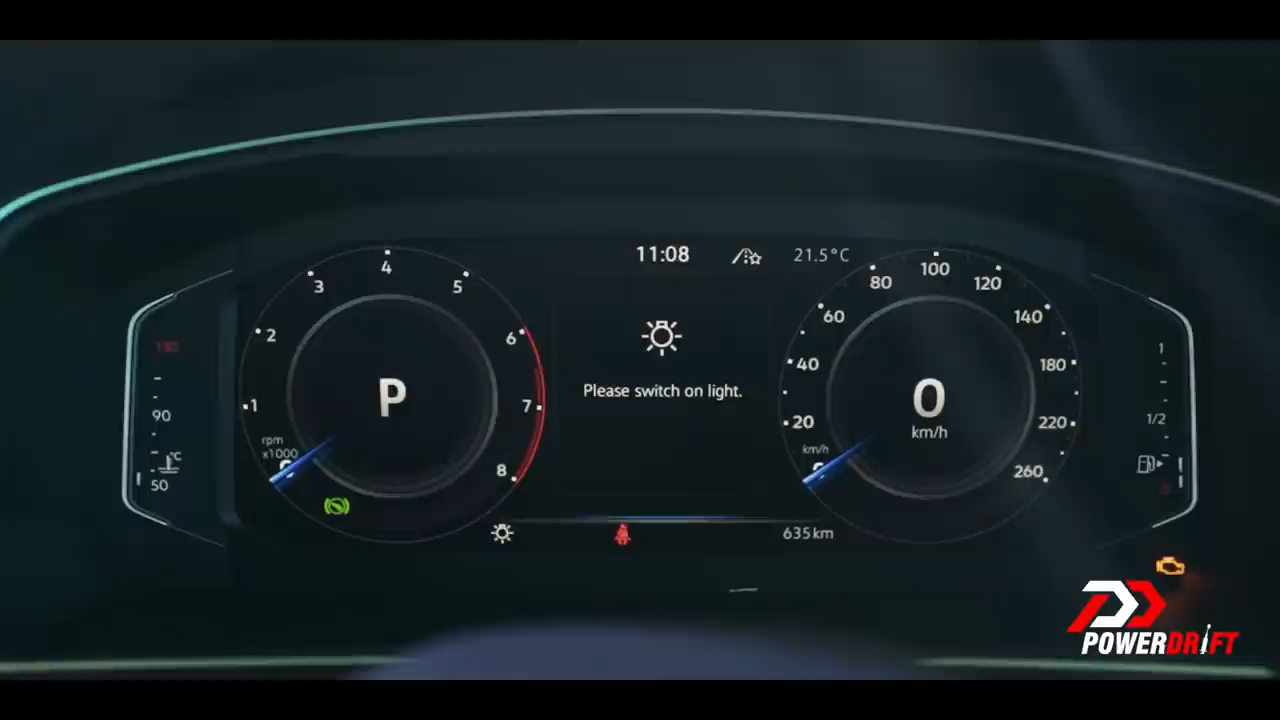 11:08
21.5°C
Please switch on light.
130
90
°C
50
1
2
3
4
5
6
7
8
rpm
x1000
P
20
40
60
80
100
120
140
180
220
260
km/h
0
km/h
1
1/2
0
635 km
POWERDRIFT